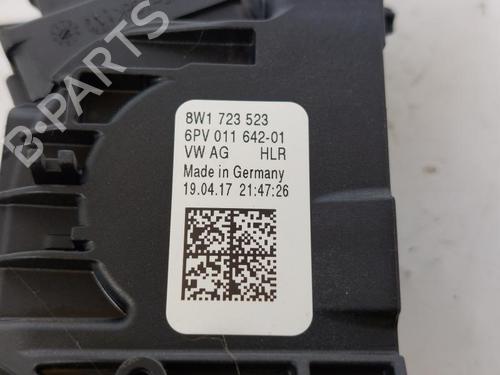 8W1 723 523
6PV 011 642-01
VW AG HLR
Made in Germany
19.04.17 21:47:26
B-PARTS